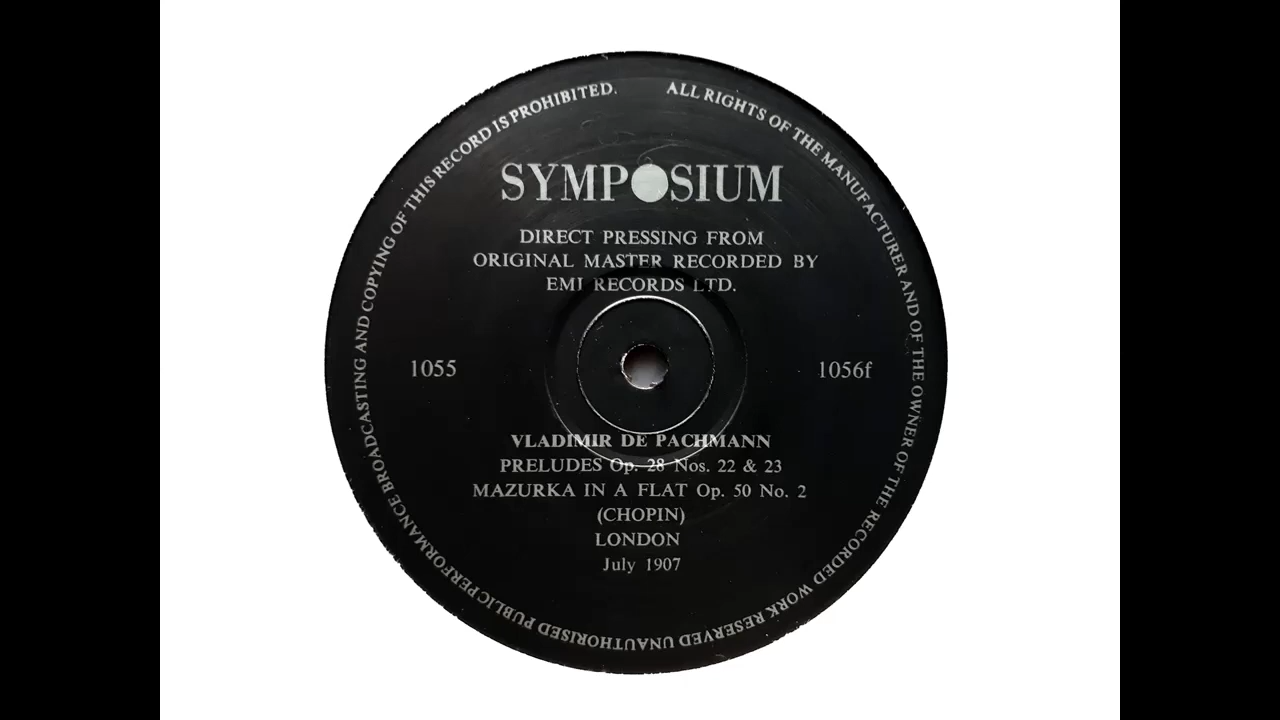 ALL RIGHTS OF THE MANUFACTURER AND OF THE OWNER OF THE RECORDED WORK RESERVED UNAUTHORISED PUBLIC PERFORMANCE BROADCASTING AND COPYING OF THIS RECORD IS PROHIBITED.
SYMPOSIUM
DIRECT PRESSING FROM
ORIGINAL MASTER RECORDED BY
EMI RECORDS LTD.
1055 1056f
VLADIMIR DE PACHMANN
PRELUDES Op. 28 Nos. 22 & 23
MAZURKA IN A FLAT Op. 50 No. 2
(CHOPIN)
LONDON
July 1907